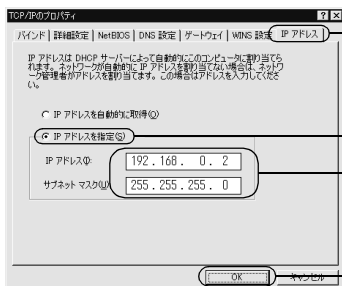 TCP/IPのプロパティ
バインド 詳細設定 NetBIOS DNS 設定 ゲートウェイ WINS 設定 IP アドレス
IP アドレスは DHCP サーバーによって自動的にこのコンピュータに割り当てら
れます。ネットワークが自動的に IP アドレスを割り当てない場合は、ネットワ
ーク管理者がアドレスを割り当てます。この場合はアドレスを入力してくださ
い。
IP アドレスを自動的に取得(O)
IP アドレスを指定(S)
IP アドレス(I): 192.168. 0. 2
サブネット マスク(U): 255.255.255. 0
OK キャンセル